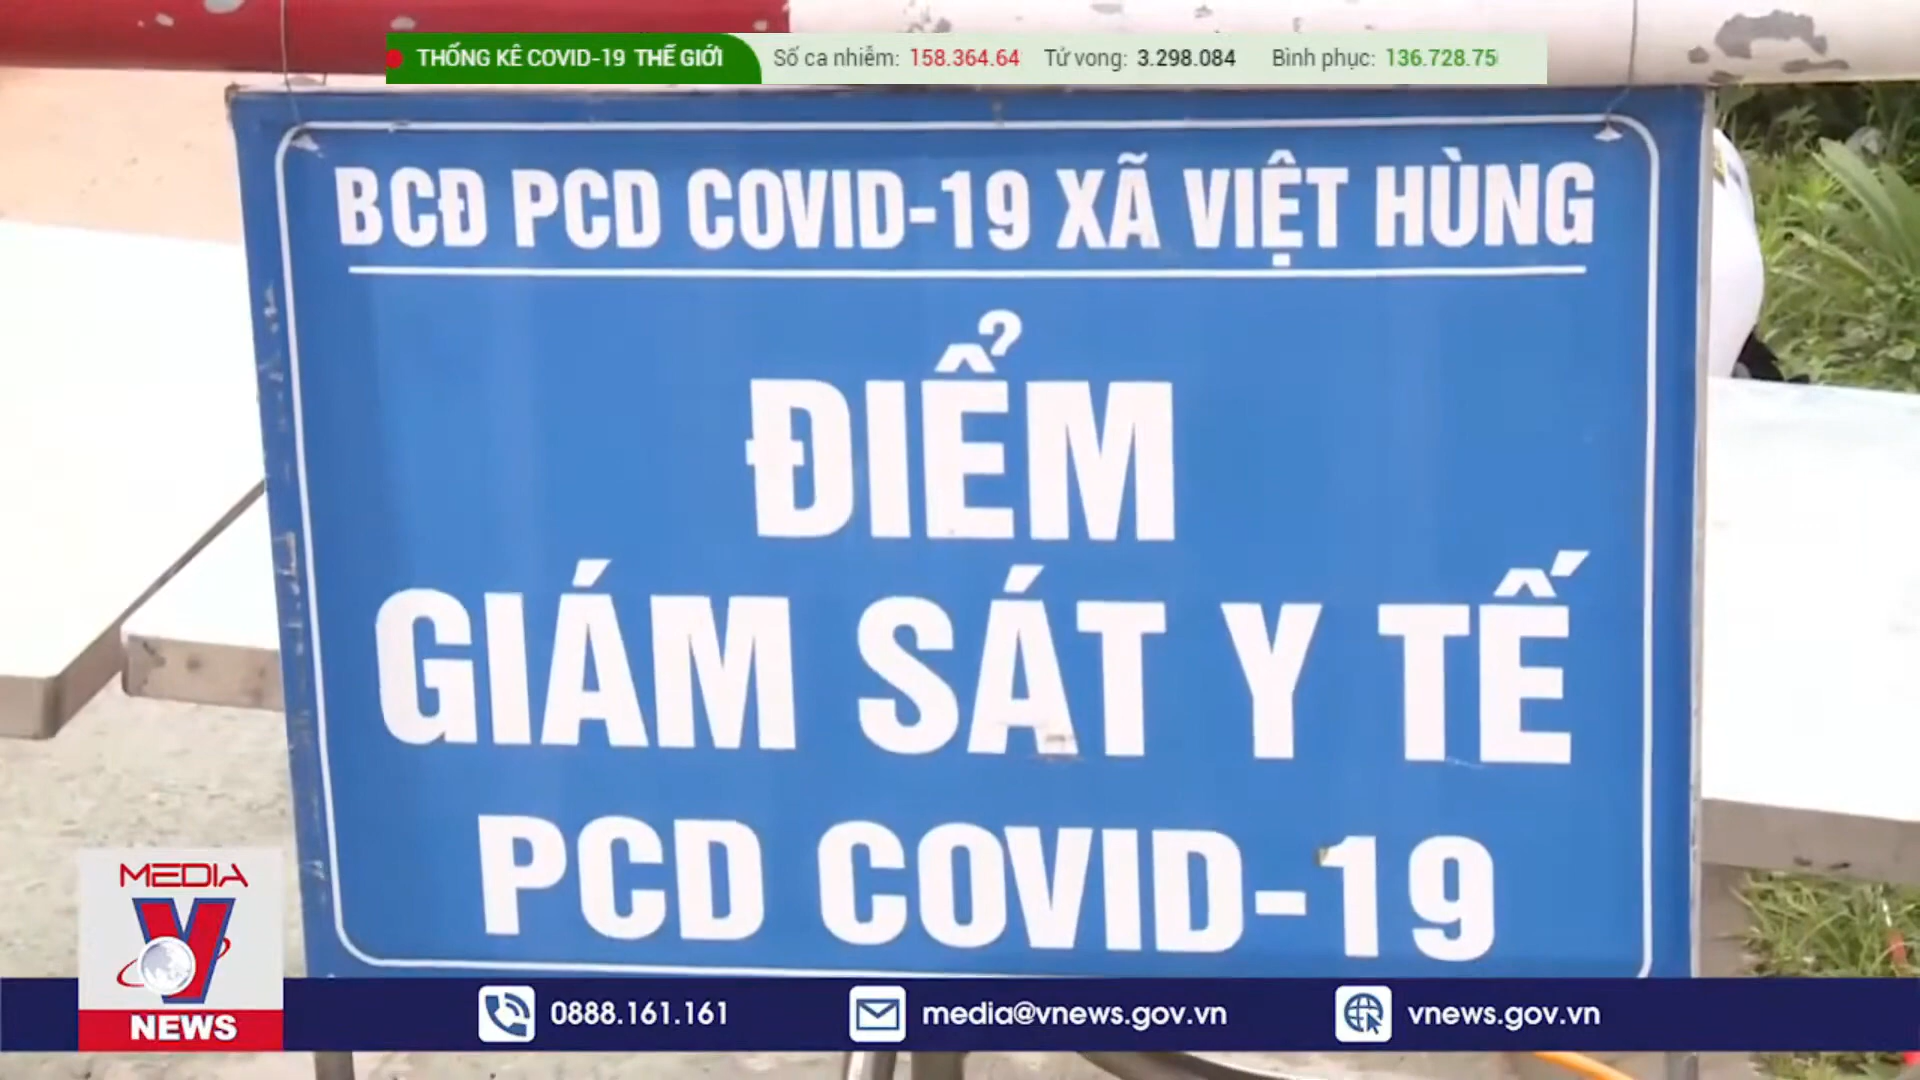 THỐNG KÊ COVID-19 THẾ GIỚI Số ca nhiễm: 158.364.64 Tử vong: 3.298.084 Bình phục: 136.728.75
BCĐ PCD COVID-19 XÃ VIỆT HÙNG
ĐIỂM
GIÁM SÁT Y TẾ
PCD COVID-19
MEDIA
V
NEWS
0888.161.161 media@vnews.gov.vn vnews.gov.vn